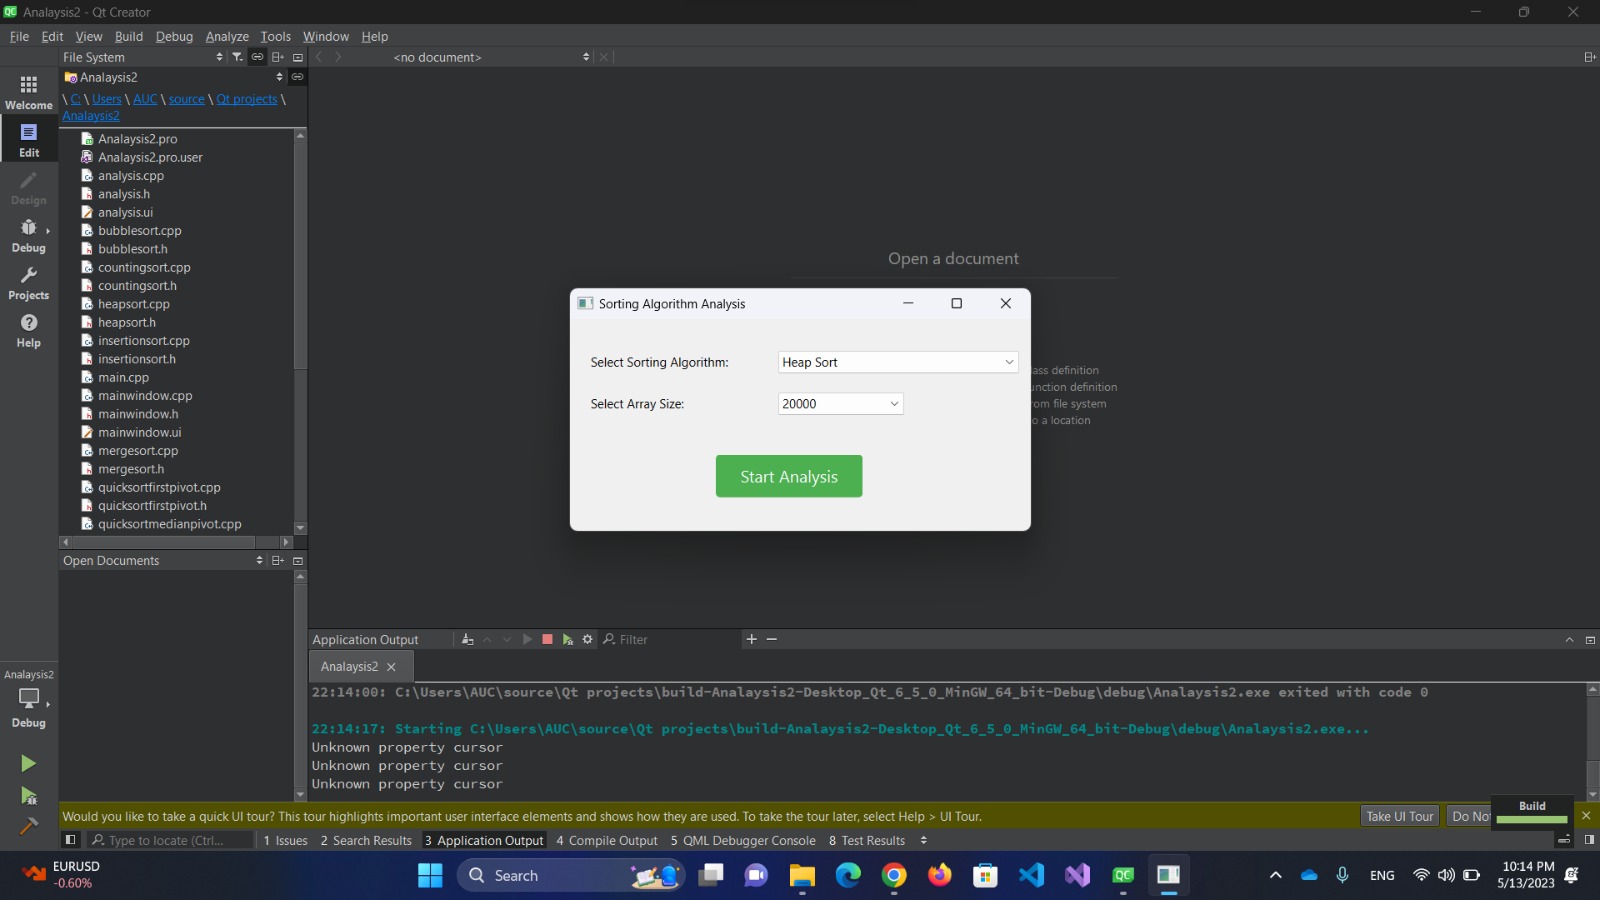 Analaysis2 - Qt Creator
File Edit View Build Debug Analyze Tools Window Help
File System
<no document>
Analaysis2
\ C: \ Users \ AUC \ source \ Qt projects \
Analaysis2
Welcome
Edit
Design
Debug
Projects
Help
Analaysis2.pro
Analaysis2.pro.user
analysis.cpp
analysis.h
analysis.ui
bubblesort.cpp
bubblesort.h
countingsort.cpp
countingsort.h
heapsort.cpp
heapsort.h
insertionsort.cpp
insertionsort.h
main.cpp
mainwindow.cpp
mainwindow.h
mainwindow.ui
mergesort.cpp
mergesort.h
quicksortfirstpivot.cpp
quicksortfirstpivot.h
quicksortmedianpivot.cpp
Open a document
Sorting Algorithm Analysis
Select Sorting Algorithm: Heap Sort
Select Array Size: 20000
Start Analysis
ass definition
unction definition
om file system
o a location
Open Documents
Analaysis2
Debug
Application Output
Filter
Analaysis2
22:14:00: C:\Users\AUC\source\Qt projects\build-Analaysis2-Desktop_Qt_6_5_0_MinGW_64_bit-Debug\debug\Analaysis2.exe exited with code 0
22:14:17: Starting C:\Users\AUC\source\Qt projects\build-Analaysis2-Desktop_Qt_6_5_0_MinGW_64_bit-Debug\debug\Analaysis2.exe...
Unknown property cursor
Unknown property cursor
Unknown property cursor
Would you like to take a quick UI tour? This tour highlights important user interface elements and shows how they are used. To take the tour later, select Help > UI Tour.
Take UI Tour
Do No
Build
Type to locate (Ctrl...
1 Issues 2 Search Results 3 Application Output 4 Compile Output 5 QML Debugger Console 8 Test Results
EURUSD
-0.60%
Search
QC
ENG
10:14 PM
5/13/2023